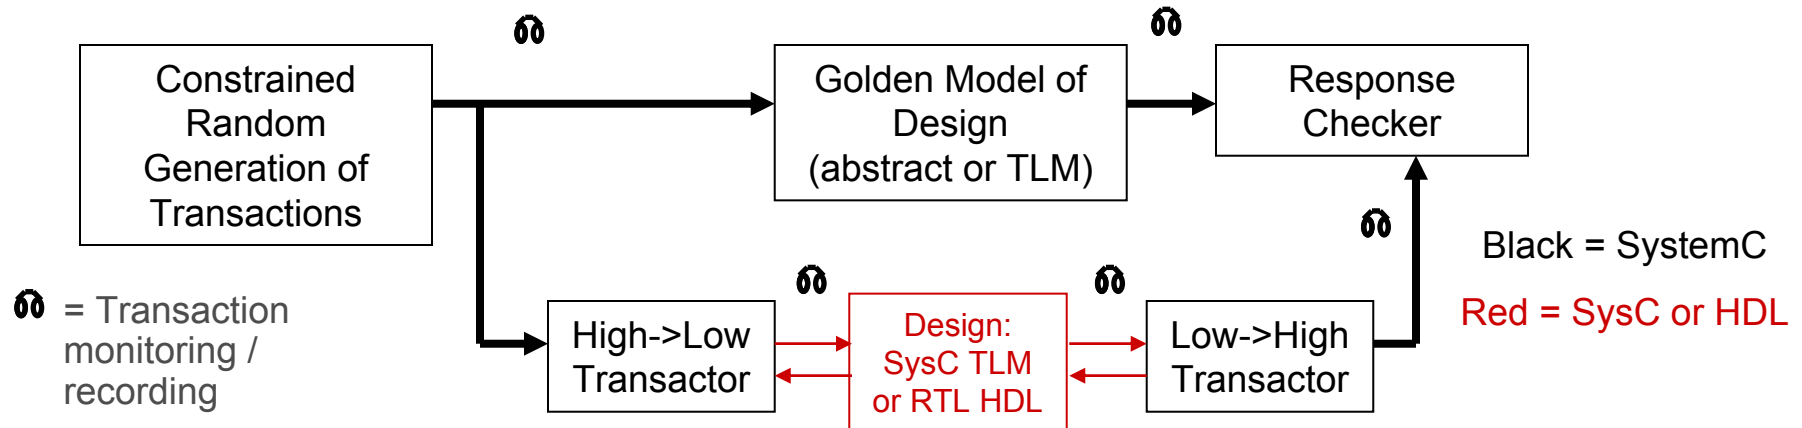 Constrained
Random
Generation of
Transactions
Golden Model of
Design
(abstract or TLM)
Response
Checker
= Transaction
monitoring /
recording
High->Low
Transactor
Design:
SysC TLM
or RTL HDL
Low->High
Transactor
Black = SystemC
Red = SysC or HDL